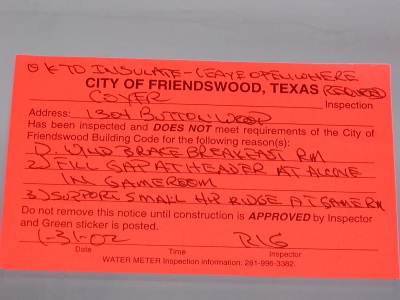 OK TO INSULATE - LEAVE OPEN WHERE
CITY OF FRIENDSWOOD, TEXAS REQUIRED
COVER Inspection
Address: 1304 BUTTONWOOD
Has been inspected and DOES NOT meet requirements of the City of
Friendswood Building Code for the following reason(s):
1). WIND BRACE BREAKFAST RM
2) FILL GAP AT HEADER AT ALCOVE
IN GAMEROOM
3) SUPPORT SMALL HIP RIDGE AT GAMERM
Do not remove this notice until construction is APPROVED by Inspector
and Green sticker is posted.
1-31-02 RIG
Date Time Inspector
WATER METER Inspection information: 281-996-3382.